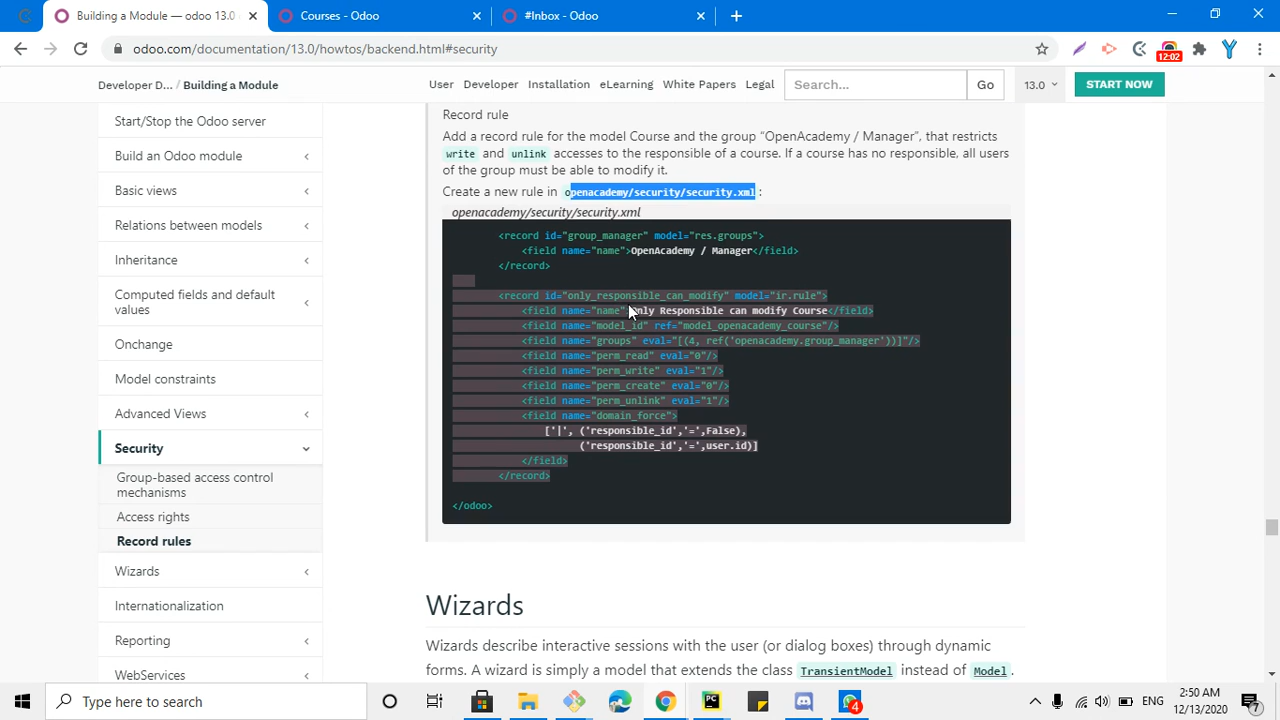 Building a Module — odoo 13.0
Courses - Odoo
#Inbox - Odoo
odoo.com/documentation/13.0/howtos/backend.html#security
12:02
Developer D... / Building a Module
User Developer Installation eLearning White Papers Legal
Search...
Go
13.0
START NOW
Start/Stop the Odoo server
Build an Odoo module
Basic views
Relations between models
Inheritance
Computed fields and default
values
Onchange
Model constraints
Advanced Views
Security
Group-based access control
mechanisms
Access rights
Record rules
Wizards
Internationalization
Reporting
WebServices
Record rule
Add a record rule for the model Course and the group “OpenAcademy / Manager”, that restricts
write and unlink accesses to the responsible of a course. If a course has no responsible, all users
of the group must be able to modify it.
Create a new rule in openacademy/security/security.xml :
openacademy/security/security.xml
<record id="group_manager" model="res.groups">
<field name="name">OpenAcademy / Manager</field>
</record>
<record id="only_responsible_can_modify" model="ir.rule">
<field name="name">Only Responsible can modify Course</field>
<field name="model_id" ref="model_openacademy_course"/>
<field name="groups" eval="[(4, ref('openacademy.group_manager'))]"/>
<field name="perm_read" eval="0"/>
<field name="perm_write" eval="1"/>
<field name="perm_create" eval="0"/>
<field name="perm_unlink" eval="1"/>
<field name="domain_force">
['|', ('responsible_id','=',False),
('responsible_id','=',user.id)]
</field>
</record>
</odoo>
Wizards
Wizards describe interactive sessions with the user (or dialog boxes) through dynamic
forms. A wizard is simply a model that extends the class TransientModel instead of Model.
Type here to search
PC
4
ENG
2:50 AM
12/13/2020
7